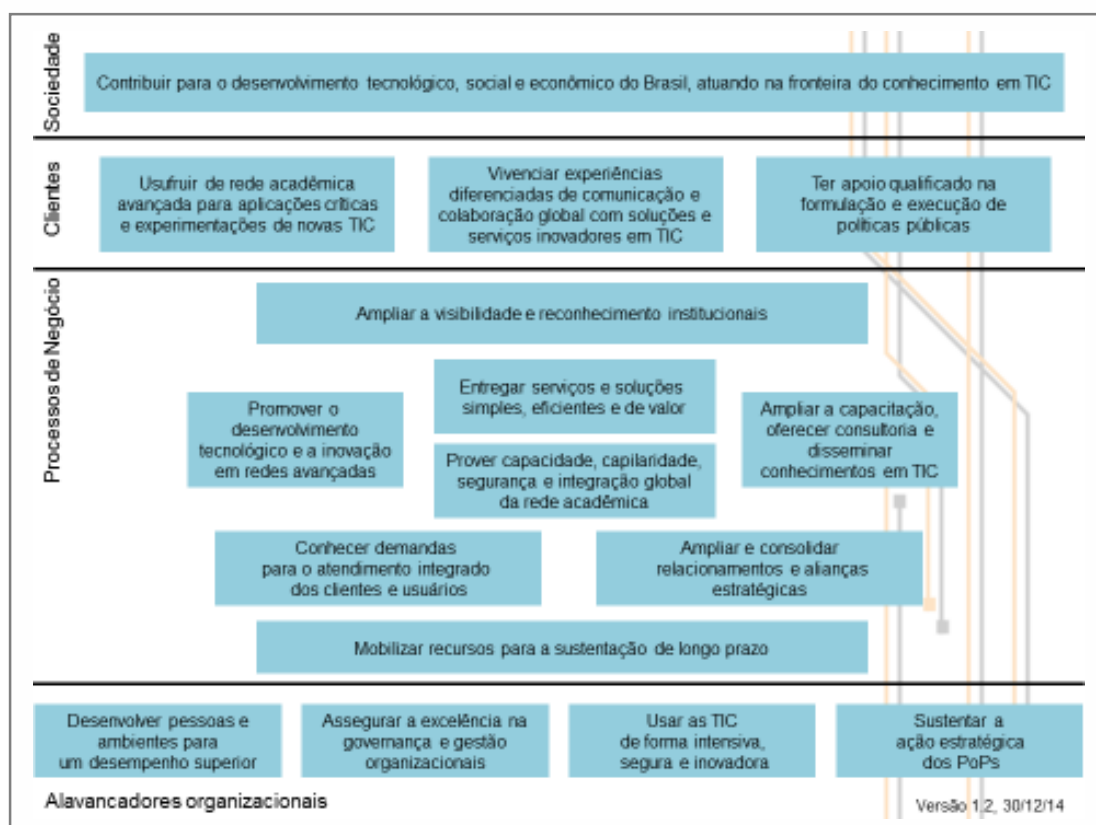 Sociedade
Contribuir para o desenvolvimento tecnológico, social e econômico do Brasil, atuando na fronteira do conhecimento em TIC
Clientes
Usufruir de rede acadêmica
avançada para aplicações críticas
e experimentações de novas TIC
Vivenciar experiências
diferenciadas de comunicação e
colaboração global com soluções e
serviços inovadores em TIC
Ter apoio qualificado na
formulação e execução de
políticas públicas
Processos de Negócio
Ampliar a visibilidade e reconhecimento institucionais
Promover o
desenvolvimento
tecnológico e a inovação
em redes avançadas
Entregar serviços e soluções
simples, eficientes e de valor
Prover capacidade, capilaridade,
segurança e integração global
da rede acadêmica
Ampliar a capacitação,
oferecer consultoria e
disseminar
conhecimentos em TIC
Conhecer demandas
para o atendimento integrado
dos clientes e usuários
Ampliar e consolidar
relacionamentos e alianças
estratégicas
Mobilizar recursos para a sustentação de longo prazo
Desenvolver pessoas e
ambientes para
um desempenho superior
Assegurar a excelência na
governança e gestão
organizacionais
Usar as TIC
de forma intensiva,
segura e inovadora
Sustentar a
ação estratégica
dos PoPs
Alavancadores organizacionais
Versão 1.2, 30/12/14